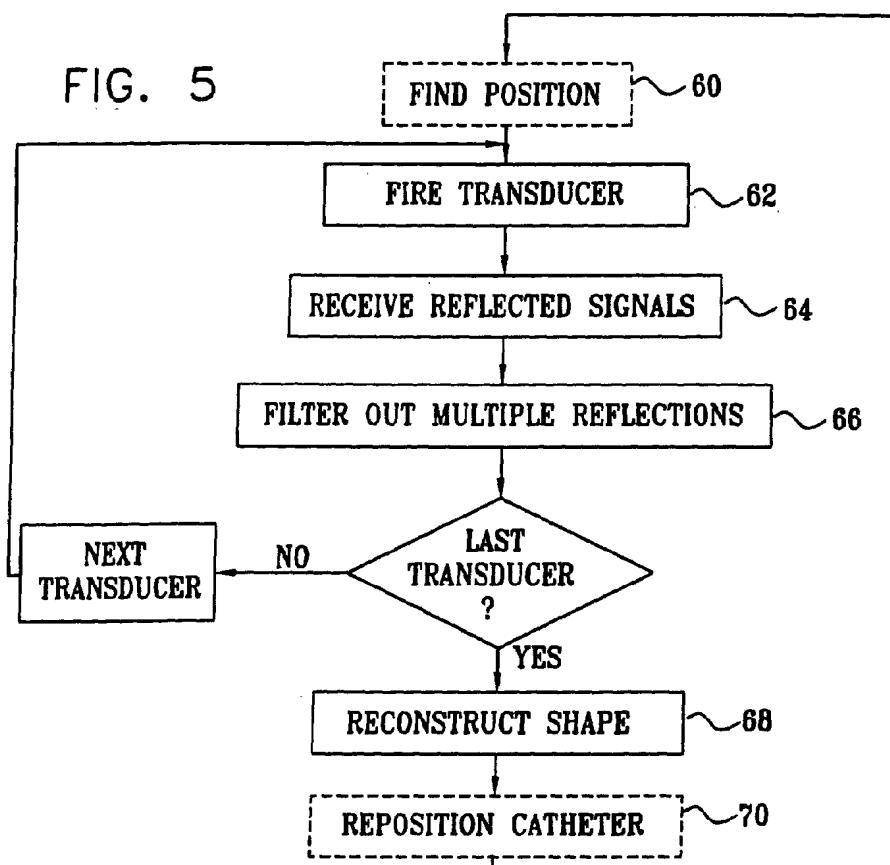 FIG. 5
FIND POSITION
60
FIRE TRANSDUCER
62
RECEIVE REFLECTED SIGNALS
64
FILTER OUT MULTIPLE REFLECTIONS
66
LAST
TRANSDUCER
?
NO
NEXT
TRANSDUCER
YES
RECONSTRUCT SHAPE
68
REPOSITION CATHETER
70